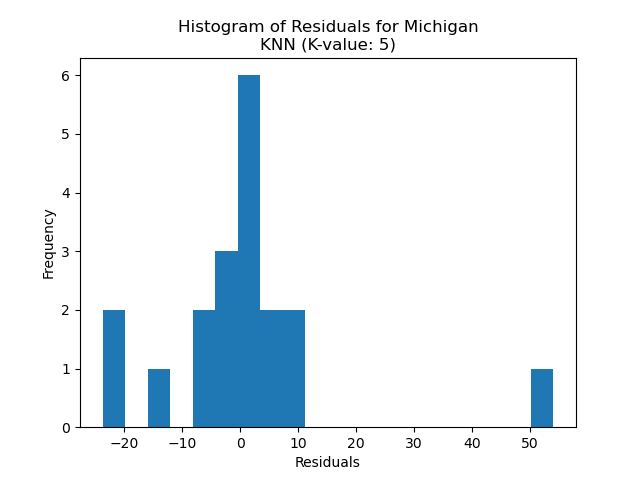 Histogram of Residuals for Michigan
KNN (K-value: 5)
6
5
4
3
2
1
0
Frequency
−20 −10 0 10 20 30 40 50
Residuals